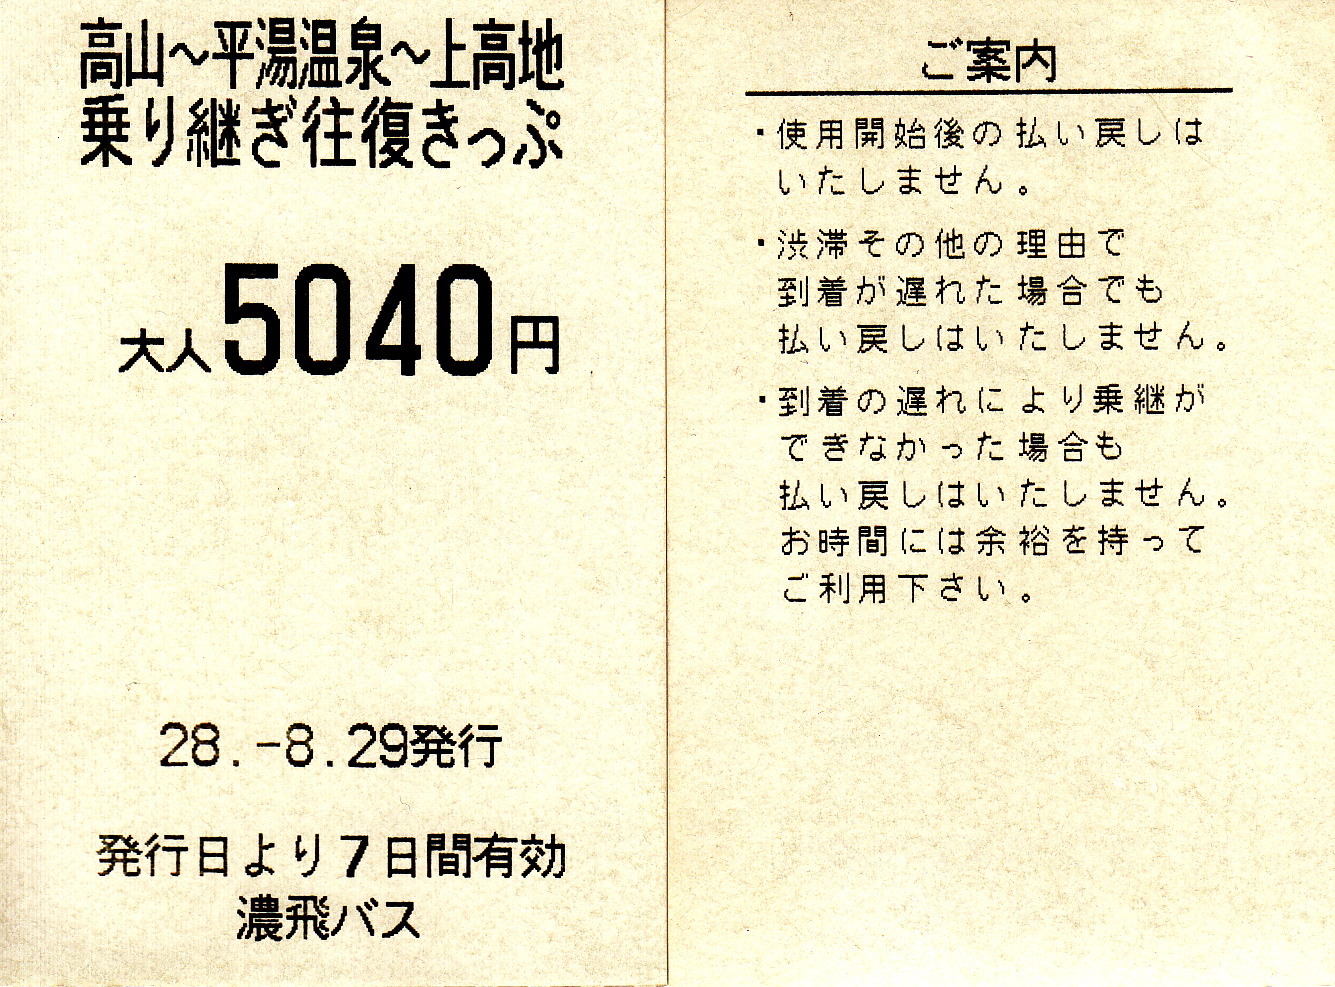 高山～平湯温泉～上高地
乗り継ぎ往復きっぷ
大人5040円
28.-8.29発行
発行日より7日間有効
濃飛バス
ご案内
・使用開始後の払い戻しは
いたしません。
・渋滞その他の理由で
到着が遅れた場合でも
払い戻しはいたしません。
・到着の遅れにより乗継が
できなかった場合も
払い戻しはいたしません。
お時間には余裕を持って
ご利用下さい。